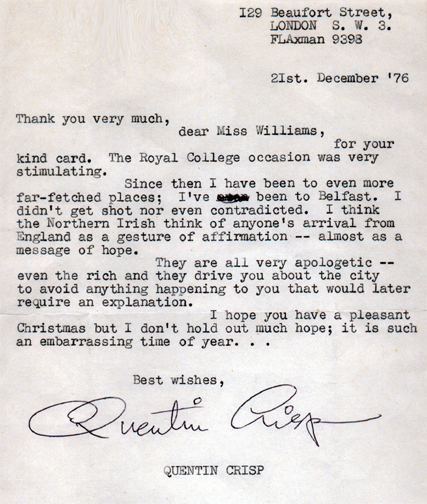 129 Beaufort Street,
LONDON S. W. 3.
FLAxman 9398
21st. December '76
Thank you very much,
dear Miss Williams,
for your
kind card. The Royal College occasion was very
stimulating.
Since then I have been to even more
far-fetched places; I've been to Belfast. I
didn't get shot nor even contradicted. I think
the Northern Irish think of anyone's arrival from
England as a gesture of affirmation -- almost as a
message of hope.
They are all very apologetic --
even the rich and they drive you about the city
to avoid anything happening to you that would later
require an explanation.
I hope you have a pleasant
Christmas but I don't hold out much hope; it is such
an embarrassing time of year. . .
Best wishes,
Quentin Crisp
QUENTIN CRISP